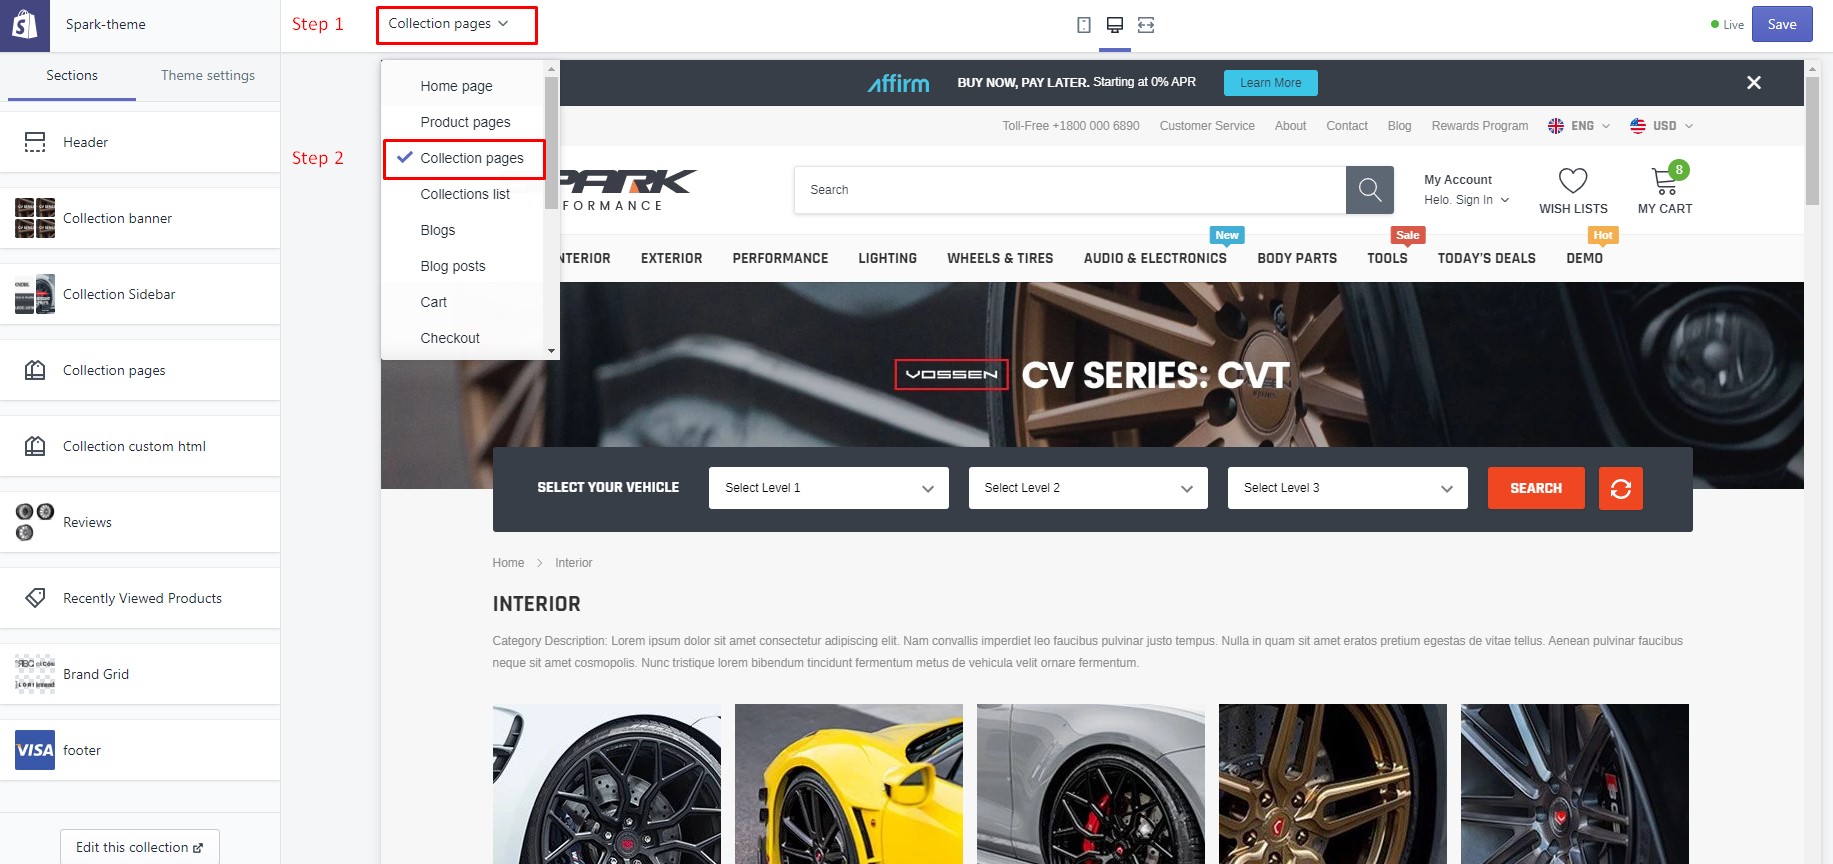 Spark-theme
Step 1
Collection pages
Live
Save
Sections
Theme settings
Header
Collection banner
Collection Sidebar
Collection pages
Collection custom html
Reviews
Recently Viewed Products
Brand Grid
VISA
footer
Edit this collection
Step 2
Home page
Product pages
Collection pages
Collections list
Blogs
Blog posts
Cart
Checkout
affirm BUY NOW, PAY LATER. Starting at 0% APR Learn More
Toll-Free +1800 000 6890 Customer Service About Contact Blog Rewards Program ENG USD
PARK
FORMANCE
Search
My Account
Helo. Sign In
WISH LISTS
8
MY CART
New Sale Hot
NTERIOR EXTERIOR PERFORMANCE LIGHTING WHEELS & TIRES AUDIO & ELECTRONICS BODY PARTS TOOLS TODAY'S DEALS DEMO
VOSSEN CV SERIES: CVT
SELECT YOUR VEHICLE Select Level 1 Select Level 2 Select Level 3 SEARCH
Home Interior
INTERIOR
Category Description: Lorem ipsum dolor sit amet consectetur adipiscing elit. Nam convallis imperdiet leo faucibus pulvinar justo tempus. Nulla in quam sit amet eratos pretium egestas de vitae tellus. Aenean pulvinar faucibus
neque sit amet cosmopolis. Nunc tristique lorem bibendum tincidunt fermentum metus de vehicula velit ornare fermentum.